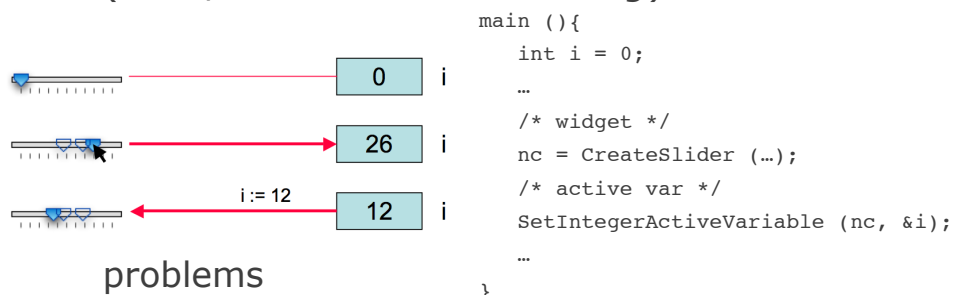 main (){
int i = 0;
…
/* widget */
nc = CreateSlider (…);
/* active var */
SetIntegerActiveVariable (nc, &i);
…
}
0 i
26 i
i := 12
12 i
problems